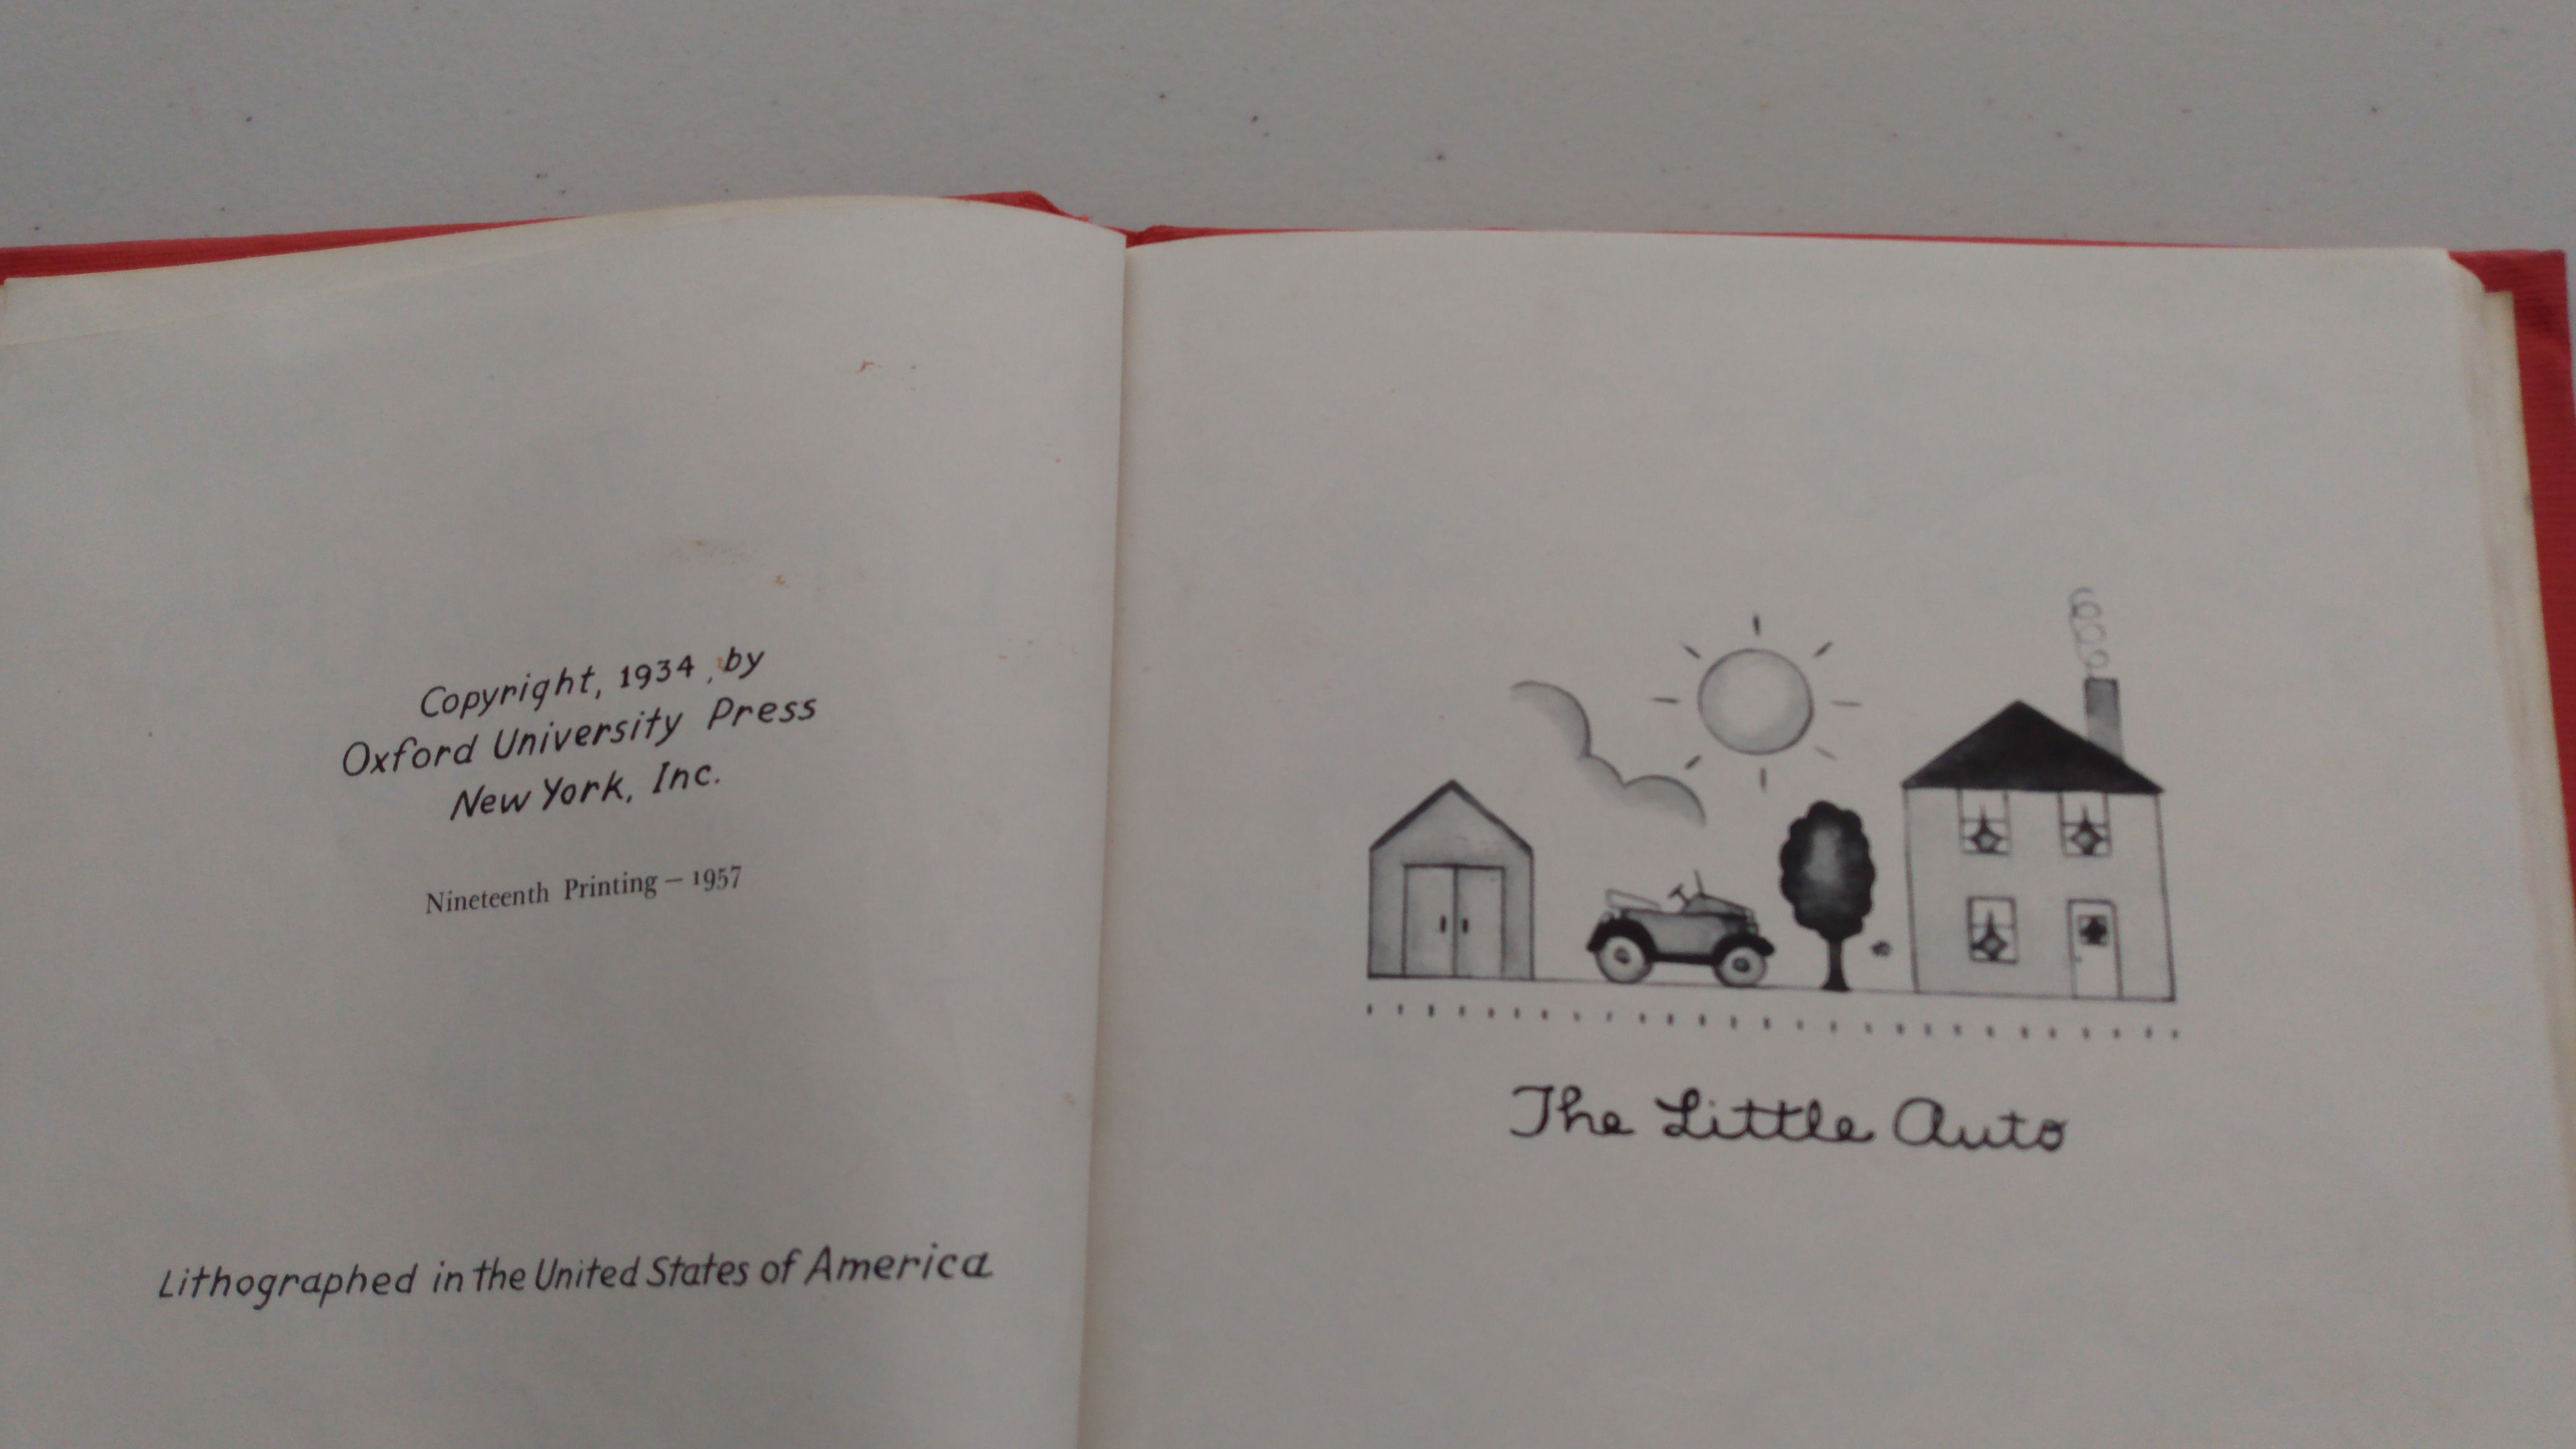 Copyright, 1934, by
Oxford University Press
New York, Inc.
Nineteenth Printing – 1957
Lithographed in the United States of America
The Little Auto